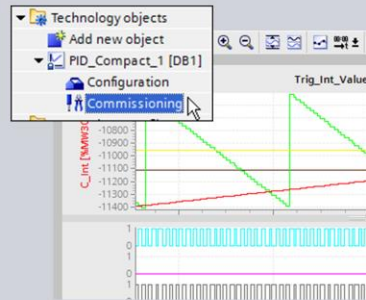 Technology objects
Add new object
PID_Compact_1 [DB1]
Configuration
Commissioning
Trig_Int_Value
C_Int [%MW30
-10800
-10900
-11000
-11100
-11200
-11300
-11400
1
0
1
0
1